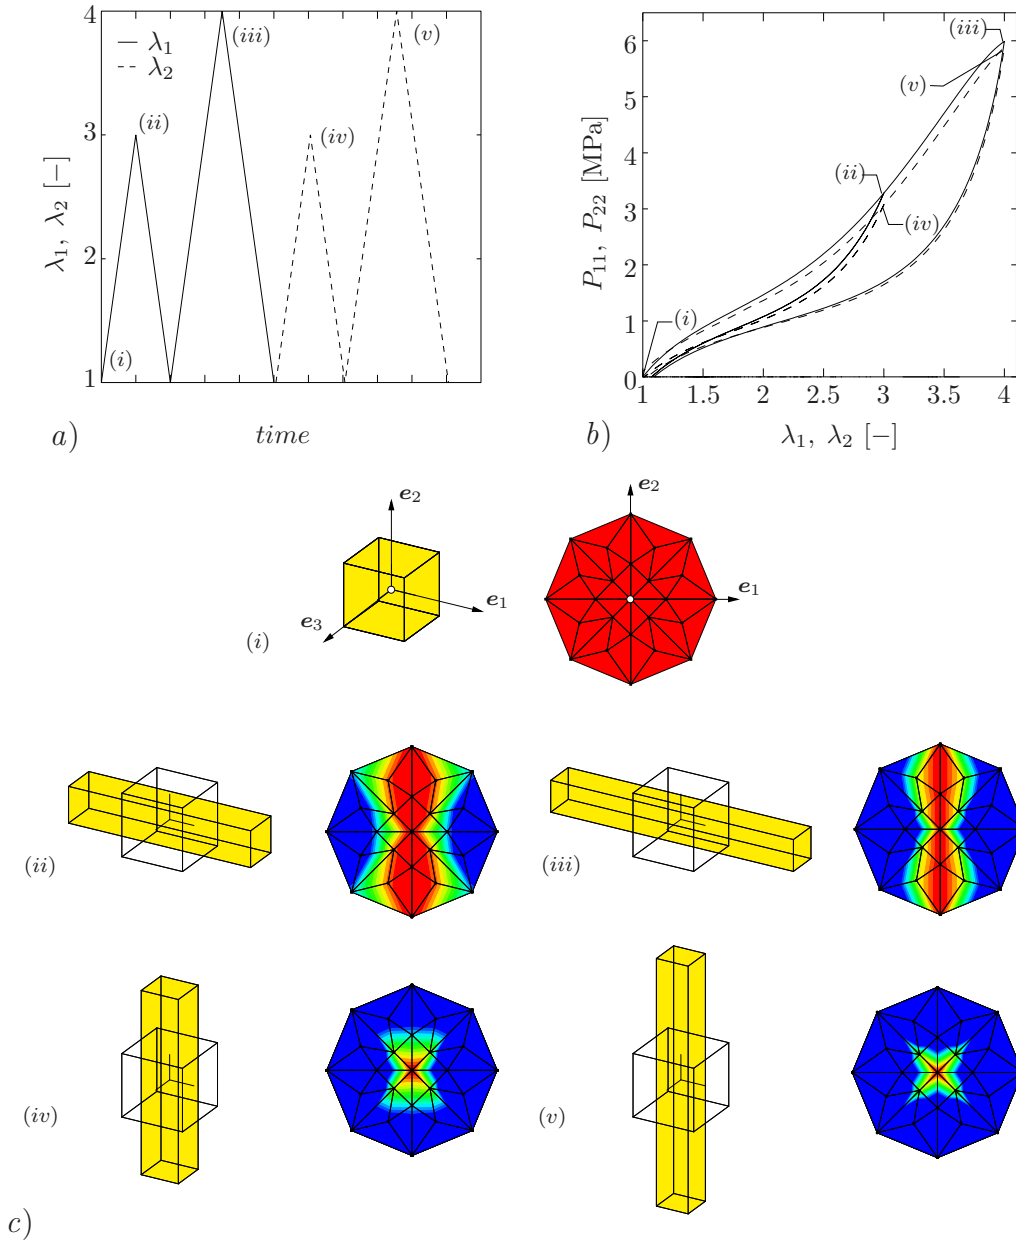 4
3
2
1
λ₁, λ₂ [−]
λ₁
λ₂
(i)
(ii)
(iii)
(iv)
(v)
a)
time
6
5
4
3
2
1
0
P₁₁, P₂₂ [MPa]
(i)
(ii)
(iii)
(iv)
(v)
1 1.5 2 2.5 3 3.5 4
b)
λ₁, λ₂ [−]
e₂
e₁
e₃
(i)
e₂
e₁
(ii)
(iii)
(iv)
(v)
c)